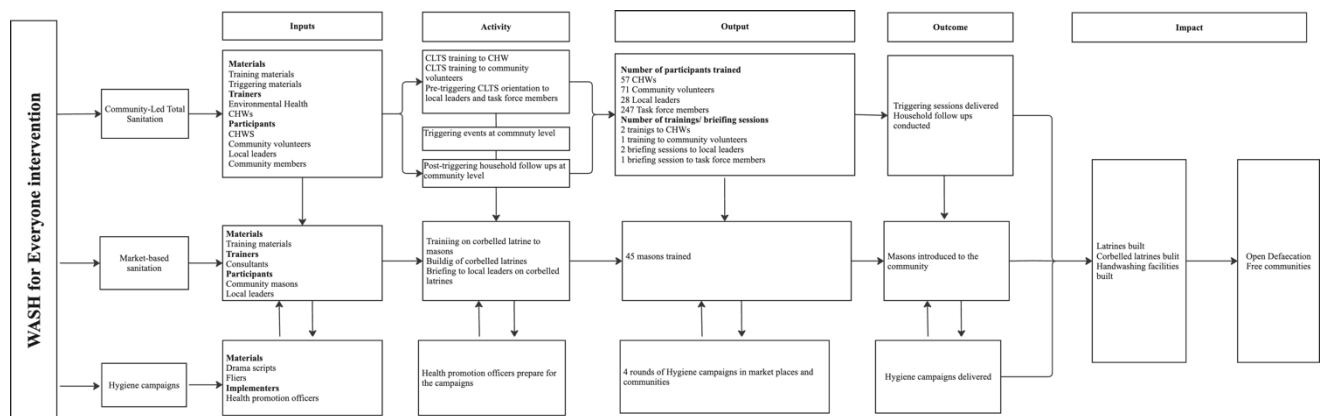 WASH for Everyone intervention
Inputs
Activity
Output
Outcome
Impact
Community-Led Total
Sanitation
Materials
Training materials
Triggering materials
Trainers
Environmental Health
CHWs
Participants
CHWS
Community volunteers
Local leaders
Community members
CLTS training to CHW
CLTS training to community
volunteers
Pre-triggering CLTS orientation to
local leaders and task force members
Triggering events at commnuty level
Post-triggering household follow ups at
community level
Number of participants trained
57 CHWs
71 Community volunteers
28 Local leaders
247 Task force members
Number of trainings/ briefing sessions
2 trainigs to CHWs
1 training to community volunteers
2 briefing sessions to local leaders
1 briefing session to task force members
Triggering sessions delivered
Household follow ups
conducted
Market-based
sanitation
Materials
Training materials
Trainers
Consultants
Participants
Community masons
Local leaders
Traininig on corbelled latrine to
masons
Buildig of corbelled latrines
Briefing to local leaders on corbelled
latrines
45 masons trained
Masons introduced to the
community
Latrines built
Corbelled latrines bulit
Handwashing facilities
built
Open Defaecation
Free communities
Hygiene campaigns
Materials
Drama scripts
Fliers
Implementers
Health promotion officers
Health promotion officers prepare for
the campaigns
4 rounds of Hygiene campaigns in market places and
communities
Hygiene campaigns delivered